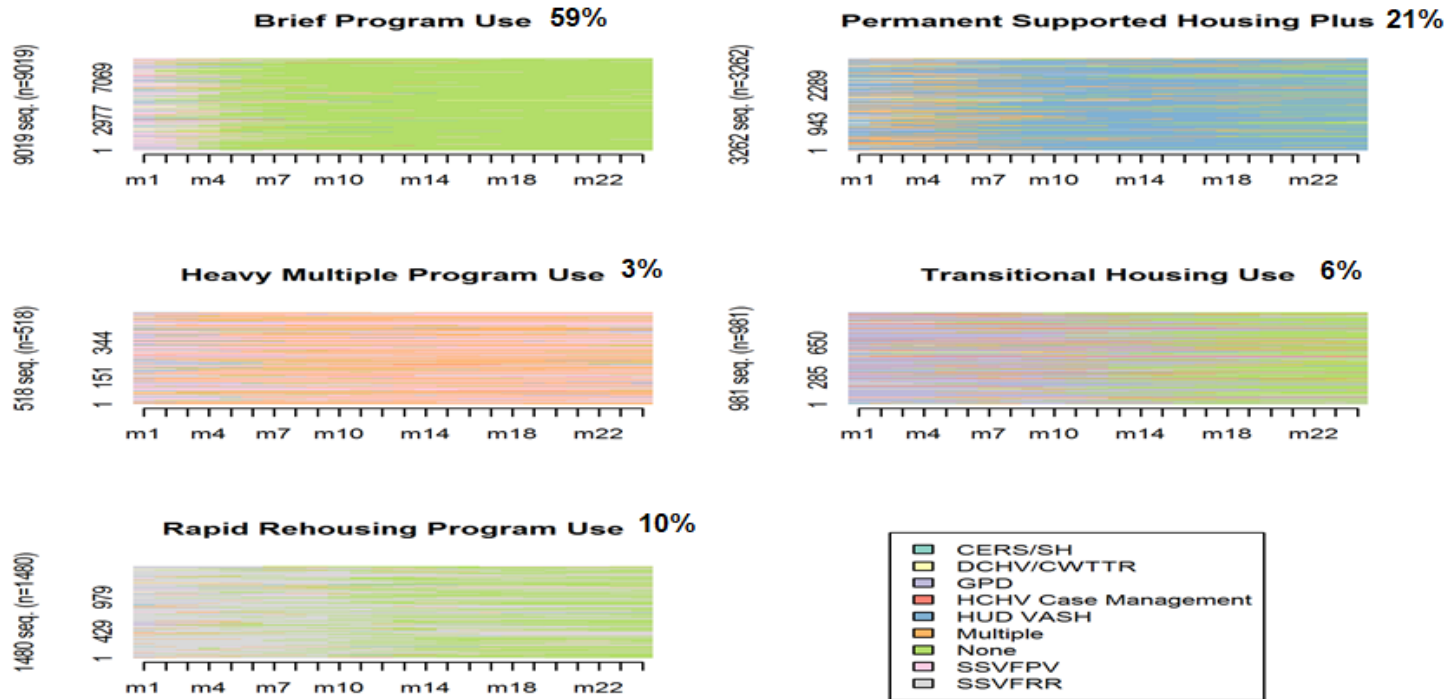 Brief Program Use 59%
9019 seq. (n=9019)
1 2977 7069
m1 m4 m7 m10 m14 m18 m22
Permanent Supported Housing Plus 21%
3262 seq. (n=3262)
1 943 2289
m1 m4 m7 m10 m14 m18 m22
Heavy Multiple Program Use 3%
518 seq. (n=518)
1 151 344
m1 m4 m7 m10 m14 m18 m22
Transitional Housing Use 6%
981 seq. (n=981)
1 285 650
m1 m4 m7 m10 m14 m18 m22
Rapid Rehousing Program Use 10%
1480 seq. (n=1480)
1 429 979
m1 m4 m7 m10 m14 m18 m22
CERS/SH
DCHV/CWTTR
GPD
HCHV Case Management
HUD VASH
Multiple
None
SSVFPV
SSVFRR